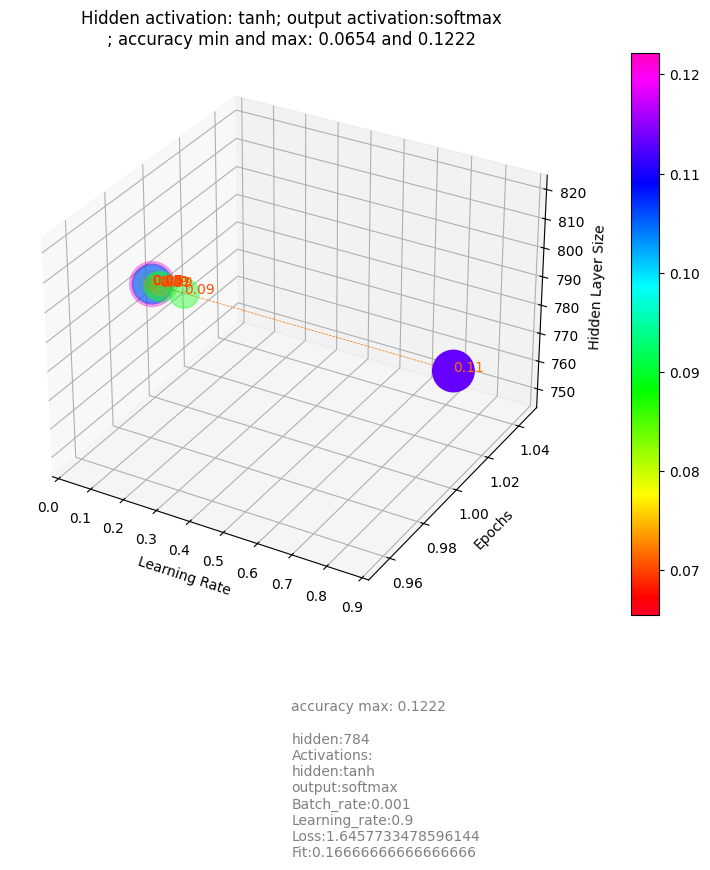 Hidden activation: tanh; output activation:softmax
; accuracy min and max: 0.0654 and 0.1222
0.12
0.11
0.10
0.09
0.08
0.07
820
810
800
790
780
770
760
750
Hidden Layer Size
0.09
0.11
1.04
1.02
1.00
0.98
0.96
Epochs
0.0
0.1
0.2
0.3
0.4
0.5
0.6
0.7
0.8
0.9
Learning Rate
accuracy max: 0.1222
hidden:784
Activations:
hidden:tanh
output:softmax
Batch_rate:0.001
Learning_rate:0.9
Loss:1.6457733478596144
Fit:0.16666666666666666